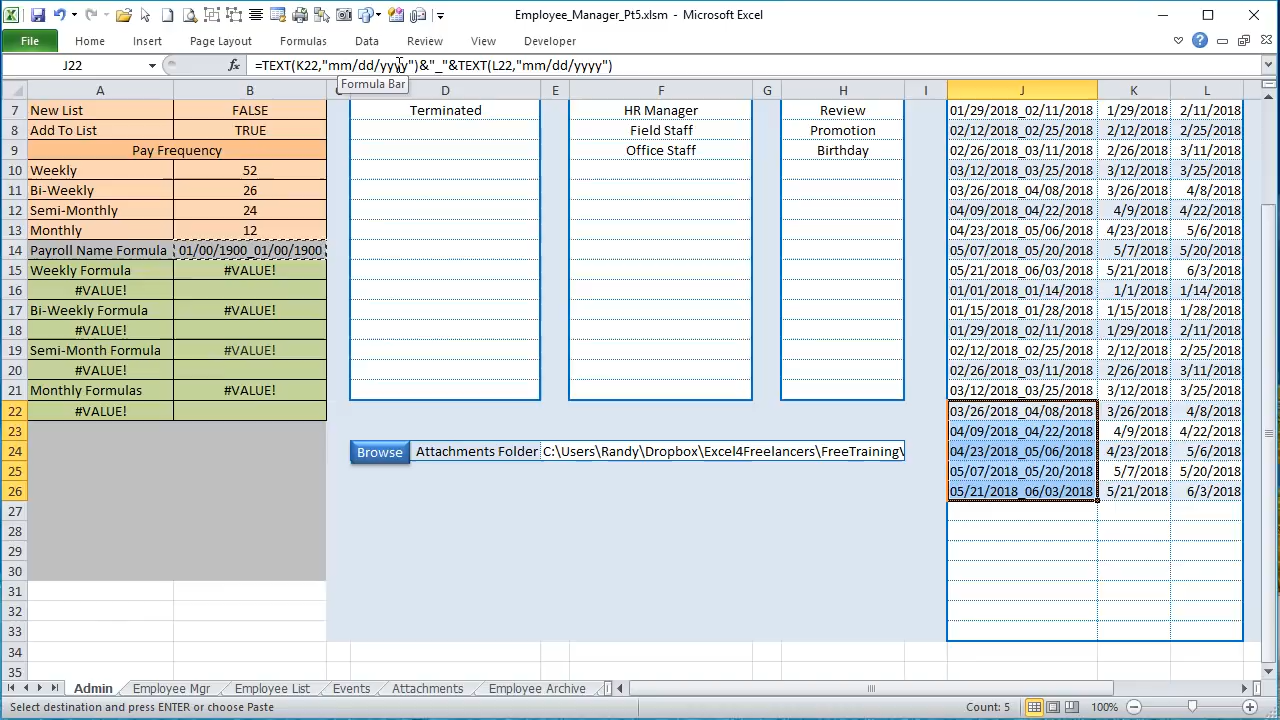 Employee_Manager_Pt5.xlsm - Microsoft Excel
File Home Insert Page Layout Formulas Data Review View Developer
J22 fx =TEXT(K22,"mm/dd/yyyy")&"_"&TEXT(L22,"mm/dd/yyyy")
Formula Bar
A B D E F G H I J K L
7 New List FALSE Terminated HR Manager Review 01/29/2018_02/11/2018 1/29/2018 2/11/2018
8 Add To List TRUE Field Staff Promotion 02/12/2018_02/25/2018 2/12/2018 2/25/2018
9 Pay Frequency Office Staff Birthday 02/26/2018_03/11/2018 2/26/2018 3/11/2018
10 Weekly 52 03/12/2018_03/25/2018 3/12/2018 3/25/2018
11 Bi-Weekly 26 03/26/2018_04/08/2018 3/26/2018 4/8/2018
12 Semi-Monthly 24 04/09/2018_04/22/2018 4/9/2018 4/22/2018
13 Monthly 12 04/23/2018_05/06/2018 4/23/2018 5/6/2018
14 Payroll Name Formula 01/00/1900_01/00/1900 05/07/2018_05/20/2018 5/7/2018 5/20/2018
15 Weekly Formula #VALUE! 05/21/2018_06/03/2018 5/21/2018 6/3/2018
16 #VALUE! 01/01/2018_01/14/2018 1/1/2018 1/14/2018
17 Bi-Weekly Formula #VALUE! 01/15/2018_01/28/2018 1/15/2018 1/28/2018
18 #VALUE! 01/29/2018_02/11/2018 1/29/2018 2/11/2018
19 Semi-Month Formula #VALUE! 02/12/2018_02/25/2018 2/12/2018 2/25/2018
20 #VALUE! 02/26/2018_03/11/2018 2/26/2018 3/11/2018
21 Monthly Formulas #VALUE! 03/12/2018_03/25/2018 3/12/2018 3/25/2018
22 #VALUE! 03/26/2018_04/08/2018 3/26/2018 4/8/2018
23 04/09/2018_04/22/2018 4/9/2018 4/22/2018
24 Browse Attachments Folder C:\Users\Randy\Dropbox\Excel4Freelancers\FreeTraining\ 04/23/2018_05/06/2018 4/23/2018 5/6/2018
25 05/07/2018_05/20/2018 5/7/2018 5/20/2018
26 05/21/2018_06/03/2018 5/21/2018 6/3/2018
27
28
29
30
31
32
33
34
35
Admin Employee Mgr Employee List Events Attachments Employee Archive
Select destination and press ENTER or choose Paste Count: 5 100%